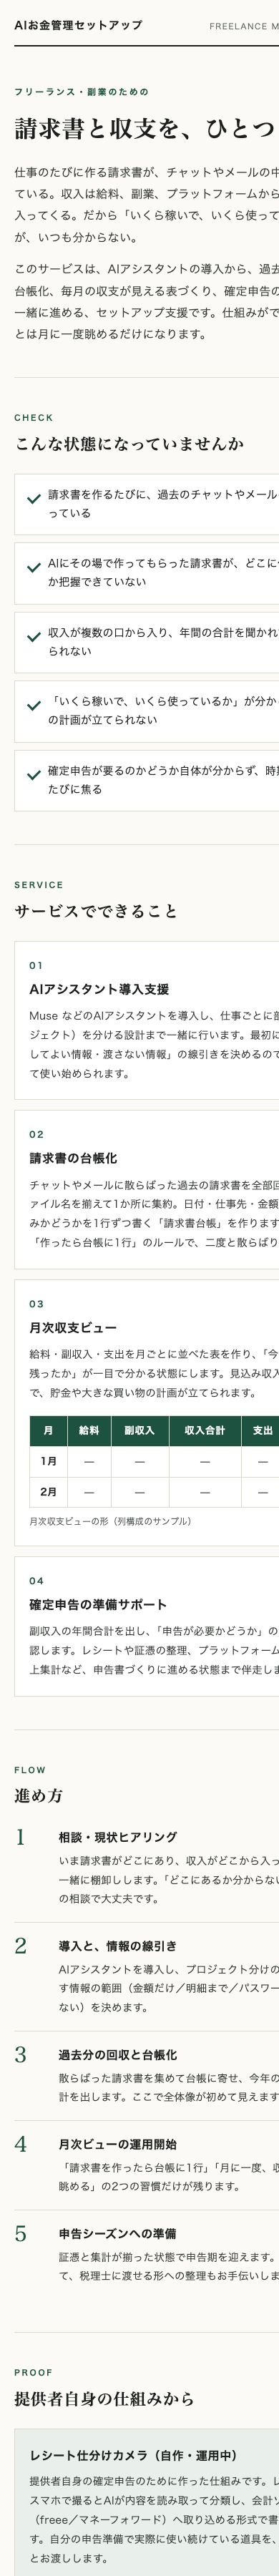 AIお金管理セットアップ
FREELANCE M
フリーランス・副業のための
請求書と収支を、ひとつ
仕事のたびに作る請求書が、チャットやメールの中
ている。収入は給料、副業、プラットフォームから
入ってくる。だから「いくら稼いで、いくら使って
が、いつも分からない。
このサービスは、AIアシスタントの導入から、過去
台帳化、毎月の収支が見える表づくり、確定申告の
一緒に進める、セットアップ支援です。仕組みがで
とは月に一度眺めるだけになります。
CHECK
こんな状態になっていませんか
請求書を作るたびに、過去のチャットやメール
っている
AIにその場で作ってもらった請求書が、どこに
か把握できていない
収入が複数の口から入り、年間の合計を聞かれ
られない
「いくら稼いで、いくら使っているか」が分か
の計画が立てられない
確定申告が要るのかどうか自体が分からず、時
たびに焦る
SERVICE
サービスでできること
01
AIアシスタント導入支援
Muse などのAIアシスタントを導入し、仕事ごとに
ジェクト）を分ける設計まで一緒に行います。最初に
してよい情報・渡さない情報」の線引きを決めるので
て使い始められます。
02
請求書の台帳化
チャットやメールに散らばった過去の請求書を全部回
ァイル名を揃えて1か所に集約。日付・仕事先・金額
みかどうかを1行ずつ書く「請求書台帳」を作ります
「作ったら台帳に1行」のルールで、二度と散らばり
03
月次収支ビュー
給料・副収入・支出を月ごとに並べた表を作り、「今
残ったか」が一目で分かる状態にします。見込み収入
で、貯金や大きな買い物の計画が立てられます。
月 給料 副収入 収入合計 支出
1月 — — — —
2月 — — — —
月次収支ビューの形（列構成のサンプル）
04
確定申告の準備サポート
副収入の年間合計を出し、「申告が必要かどうか」の
認します。レシートや証憑の整理、プラットフォーム
上集計など、申告書づくりに進める状態まで伴走しま
FLOW
進め方
1 相談・現状ヒアリング
いま請求書がどこにあり、収入がどこから入っ
一緒に棚卸しします。「どこにあるか分からない
の相談で大丈夫です。
2 導入と、情報の線引き
AIアシスタントを導入し、プロジェクト分けの
す情報の範囲（金額だけ／明細まで／パスワー
ない）を決めます。
3 過去分の回収と台帳化
散らばった請求書を集めて台帳に寄せ、今年の
計を出します。ここで全体像が初めて見えます
4 月次ビューの運用開始
「請求書を作ったら台帳に1行」「月に一度、収
眺める」の2つの習慣だけが残ります。
5 申告シーズンへの準備
証憑と集計が揃った状態で申告期を迎えます。
て、税理士に渡せる形への整理もお手伝いしま
PROOF
提供者自身の仕組みから
レシート仕分けカメラ（自作・運用中）
提供者自身の確定申告のために作った仕組みです。レ
スマホで撮るとAIが内容を読み取って分類し、会計ソ
（freee／マネーフォワード）へ取り込める形式で書
す。自分の申告準備で実際に使い続けている道具を、
とお渡しします。